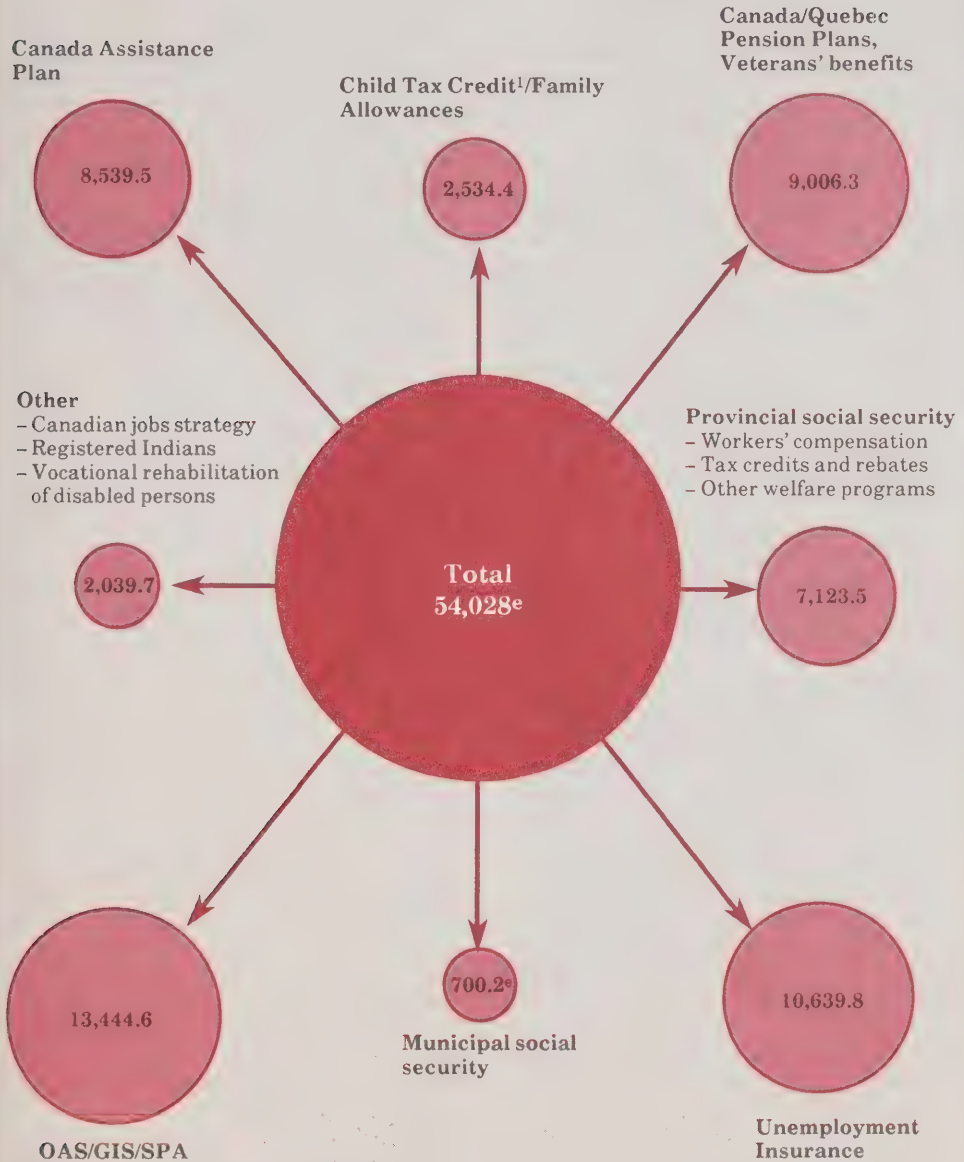 Canada Assistance
Plan
8,539.5
Child Tax Credit¹/Family
Allowances
2,534.4
Canada/Quebec
Pension Plans,
Veterans' benefits
9,006.3
Other
– Canadian jobs strategy
– Registered Indians
– Vocational rehabilitation
of disabled persons
2,039.7
Total
54,028ᵉ
Provincial social security
– Workers' compensation
– Tax credits and rebates
– Other welfare programs
7,123.5
13,444.6
OAS/GIS/SPA
700.2ᵉ
Municipal social
security
10,639.8
Unemployment
Insurance